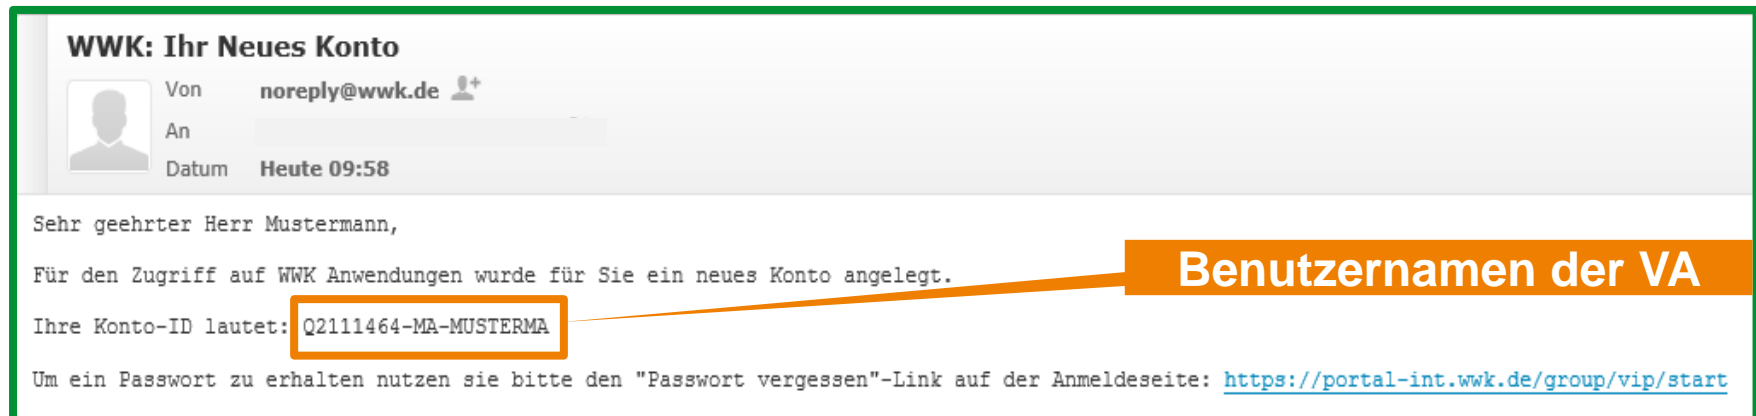 WWK: Ihr Neues Konto
Von noreply@wwk.de
An
Datum Heute 09:58
Sehr geehrter Herr Mustermann,
Für den Zugriff auf WWK Anwendungen wurde für Sie ein neues Konto angelegt.
Benutzernamen der VA
Ihre Konto-ID lautet: Q2111464-MA-MUSTERMA
Um ein Passwort zu erhalten nutzen sie bitte den "Passwort vergessen"-Link auf der Anmeldeseite: https://portal-int.wwk.de/group/vip/start